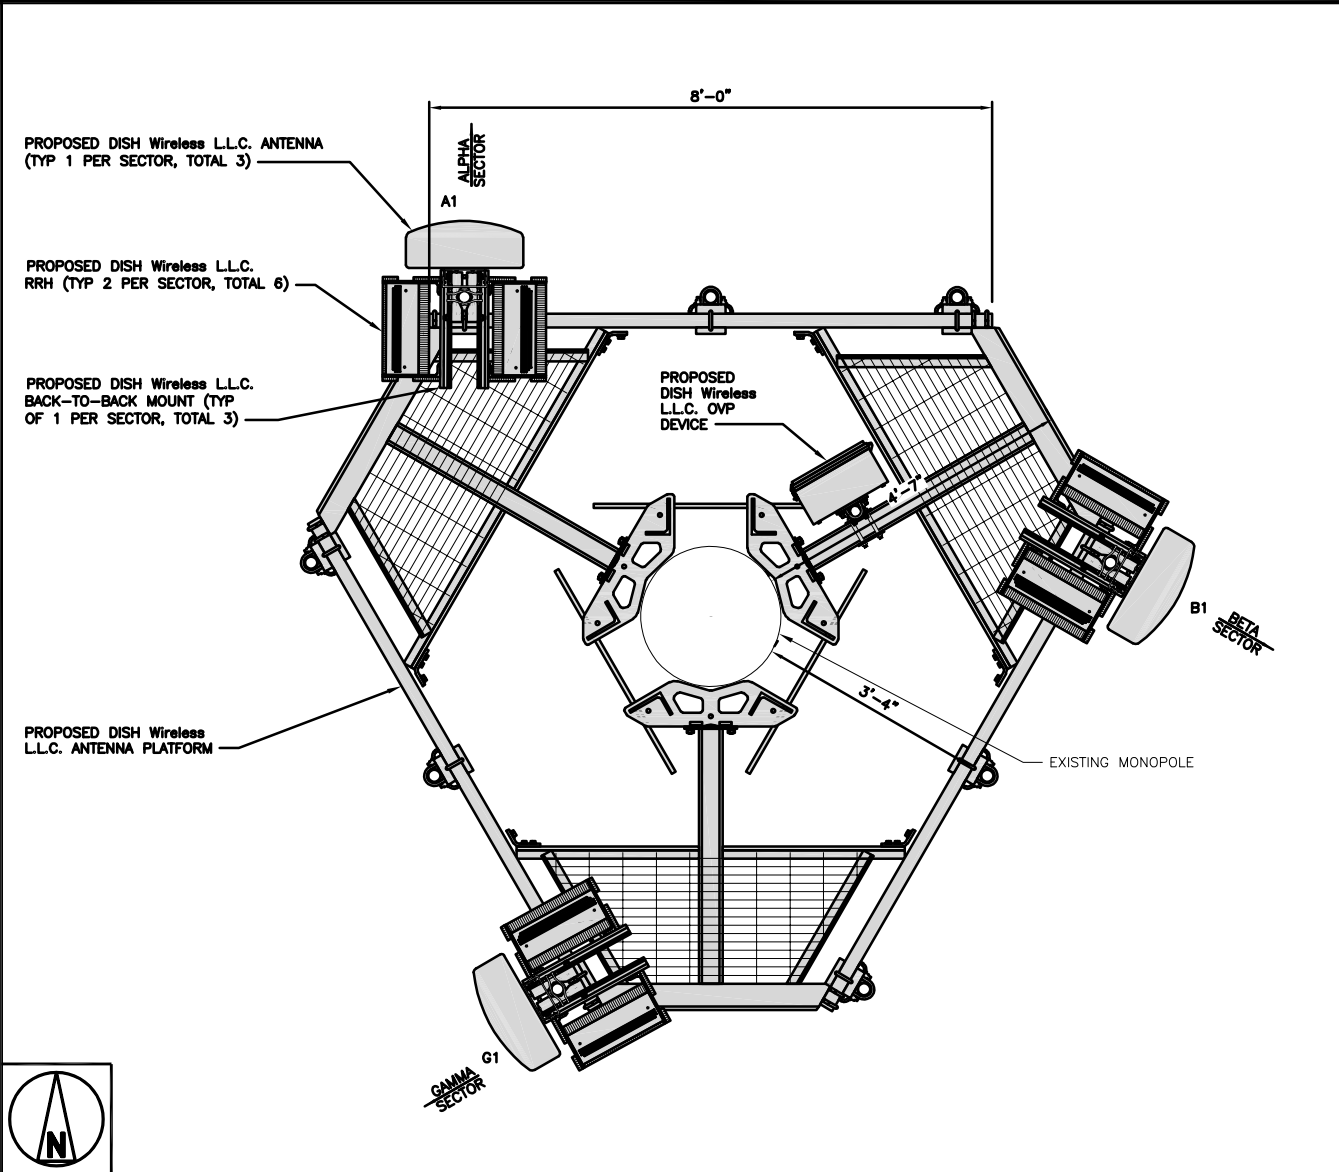 8'-0"
ALPHA
SECTOR
PROPOSED DISH Wireless L.L.C. ANTENNA
(TYP 1 PER SECTOR, TOTAL 3)
A1
PROPOSED DISH Wireless L.L.C.
RRH (TYP 2 PER SECTOR, TOTAL 6)
PROPOSED DISH Wireless L.L.C.
BACK-TO-BACK MOUNT (TYP
OF 1 PER SECTOR, TOTAL 3)
PROPOSED
DISH Wireless
L.L.C. OVP
DEVICE
4'-7"
B1
BETA
SECTOR
3'-4"
PROPOSED DISH Wireless
L.L.C. ANTENNA PLATFORM
EXISTING MONOPOLE
G1
GAMMA
SECTOR
N